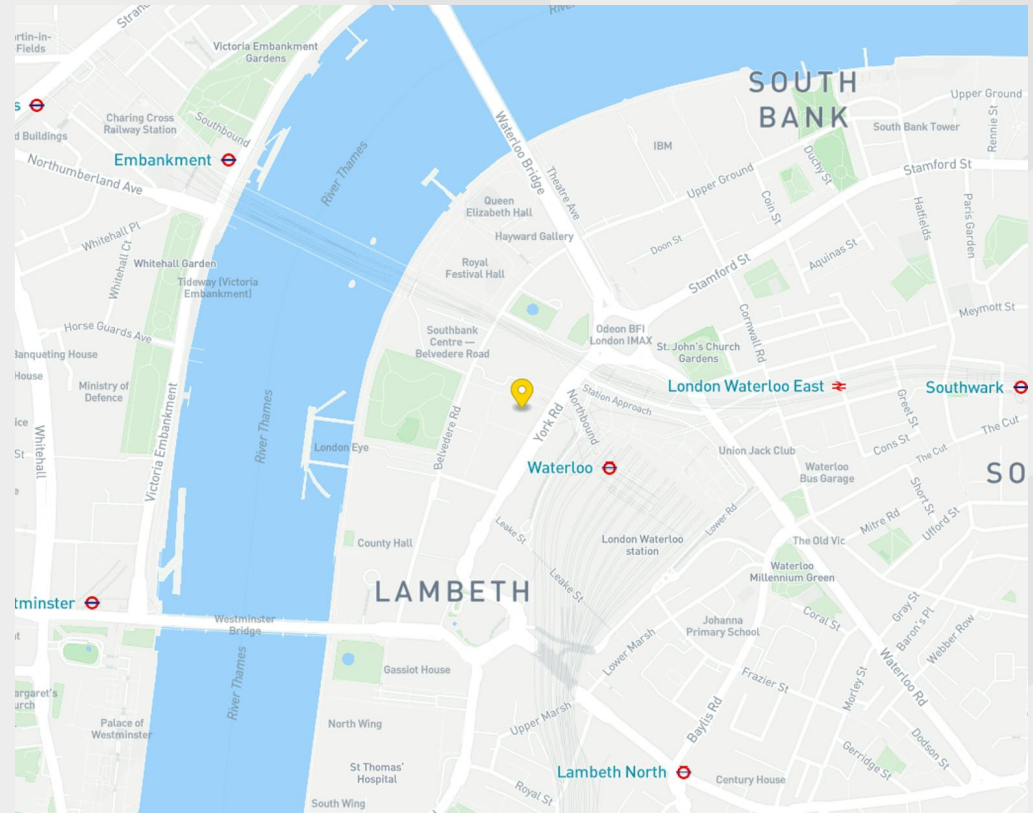 River
Strand
SOUTH
BANK
Victoria Embankment
Gardens
rtin-in-
Fields
Upper Ground
s
Charing Cross
Railway Station
Southbound
d Buildings
Waterloo Bridge
South Bank Tower
Rennie St
IBM
Embankment
River Thames
Theatre Ave
Duchy St
Stamford St
Northumberland Ave
Upper Ground
Queen
Elizabeth Hall
Coin St
Hatfields
Paris Garden
Whitehall Pl
Hayward Gallery
Doon St
Aquinas St
Whitehall Ct
Whitehall Garden
Royal
Festival Hall
Stamford St
Tideway (Victoria
Embankment)
Meymott St
Horse Guards Ave
Southbank
Centre —
Belvedere Road
Odeon BFI
London IMAX
Cornwall Rd
St. John's Church
Gardens
Banqueting House
House
Ministry of
Defence
London Waterloo East
Southwark
Station Approach
Victoria Embankment
River Thames
Belvedere Rd
York Rd
Northbound
Greet St
The Cut
ice
St
Whitehall
London Eye
Union Jack Club
Cons St
The Cut
Waterloo
Waterloo
Bus Garage
SO
e
Short St
Ufford St
Leake St
Lower Rd
Mitre Rd
County Hall
London Waterloo
station
The Old Vic
LAMBETH
Leake St
Waterloo
Millennium Green
tminster
Westminster
Bridge
Johanna
Primary School
Coral St
Gray St
Baron's Pl
Webber Row
nt
Lower Marsh
River Thames
Gassiot House
Frazier St
Morley St
Waterloo Rd
argaret's
urch
Palace of
Westminster
North Wing
Upper Marsh
Baylis Rd
Dodson St
Gerridge St
St Thomas'
Hospital
Lambeth North
Century House
South Wing
Royal St